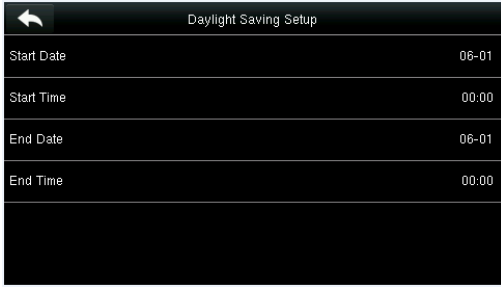 Daylight Saving Setup
Start Date 06-01
Start Time 00:00
End Date 06-01
End Time 00:00